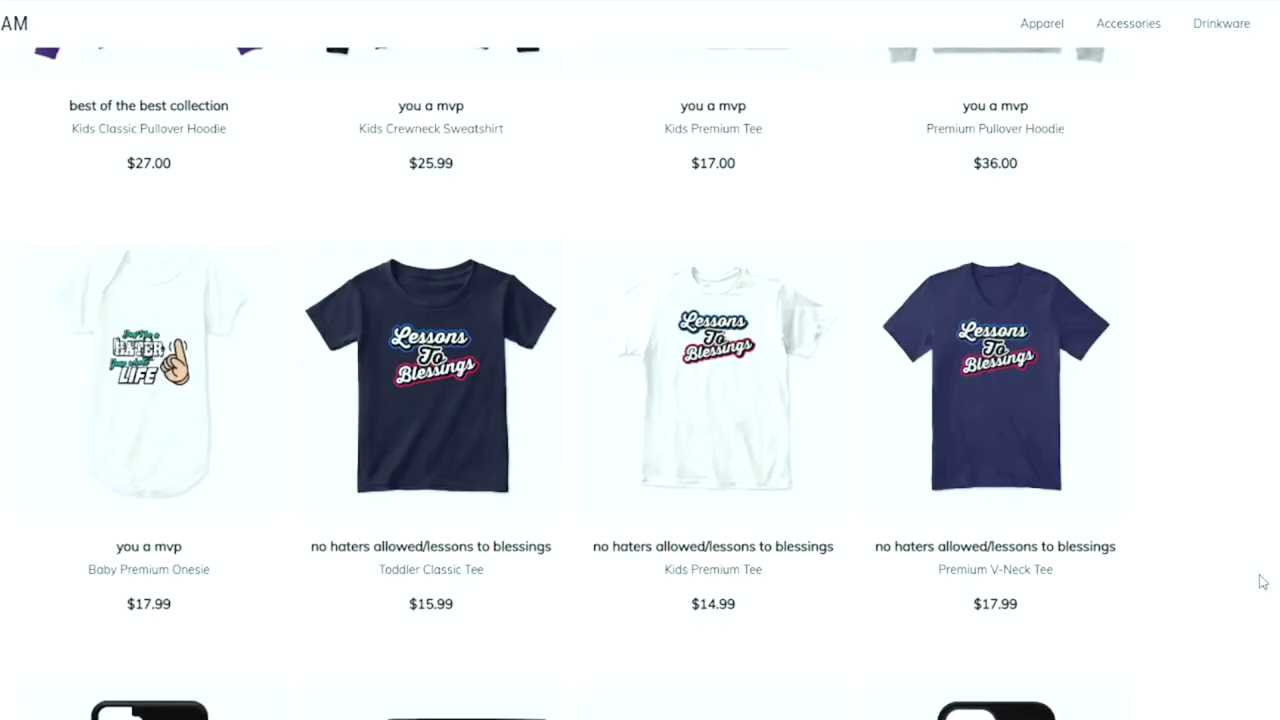 AM
Apparel Accessories Drinkware
best of the best collection
Kids Classic Pullover Hoodie
$27.00
you a mvp
Kids Crewneck Sweatshirt
$25.99
you a mvp
Kids Premium Tee
$17.00
you a mvp
Premium Pullover Hoodie
$36.00
HATER
LIFE
you a mvp
Baby Premium Onesie
$17.99
Lessons
To
Blessings
no haters allowed/lessons to blessings
Toddler Classic Tee
$15.99
Lessons
To
Blessings
no haters allowed/lessons to blessings
Kids Premium Tee
$14.99
Lessons
To
Blessings
no haters allowed/lessons to blessings
Premium V-Neck Tee
$17.99